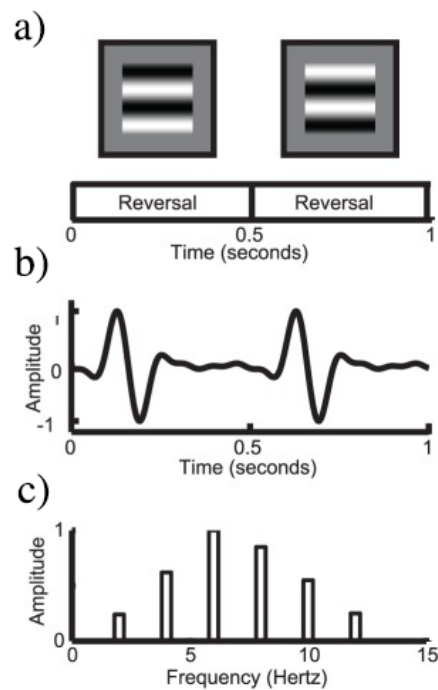 a)
Reversal Reversal
0 0.5 1
Time (seconds)
b)
Amplitude
0
-1
0 0.5 1
Time (seconds)
c)
Amplitude
1
0
0 5 10 15
Frequency (Hertz)